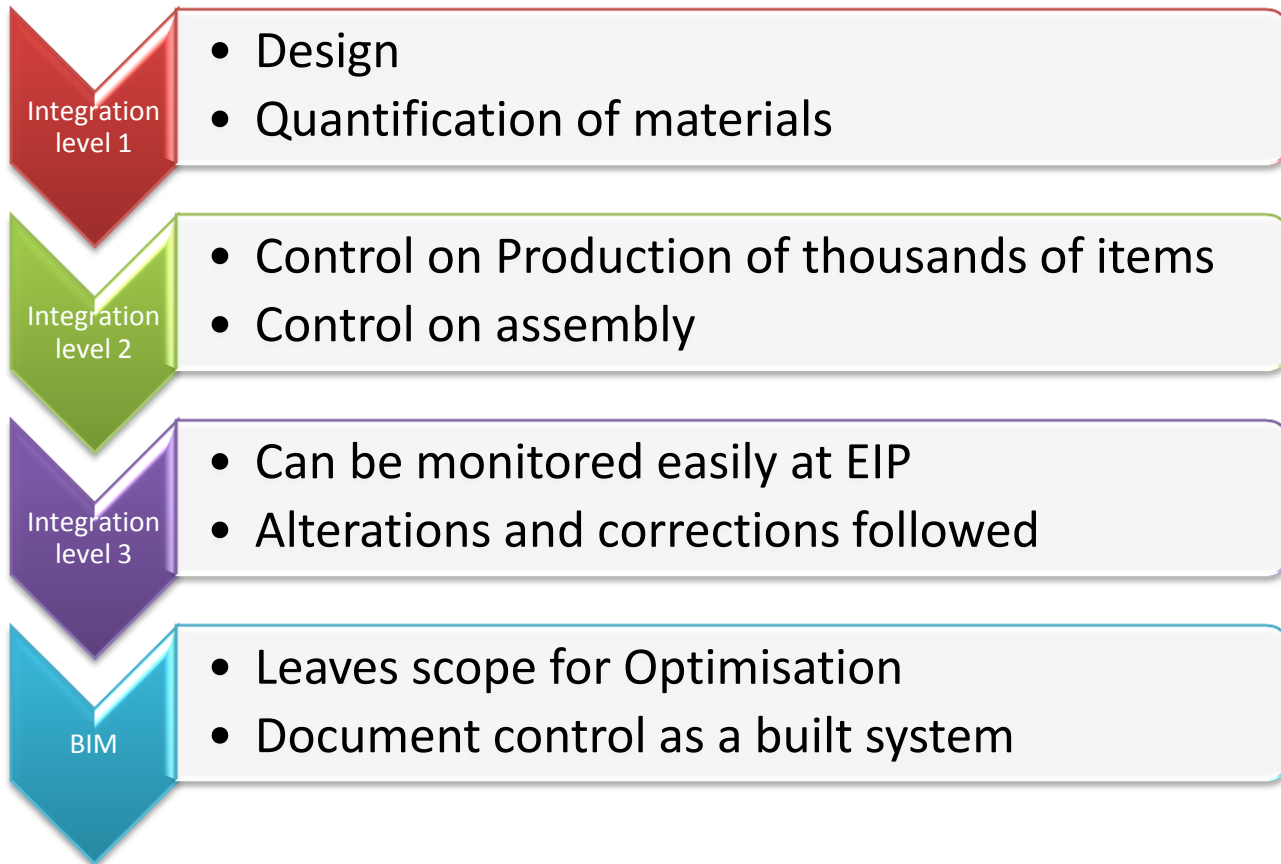 Integration
level 1
• Design
• Quantification of materials
Integration
level 2
• Control on Production of thousands of items
• Control on assembly
Integration
level 3
• Can be monitored easily at EIP
• Alterations and corrections followed
BIM
• Leaves scope for Optimisation
• Document control as a built system